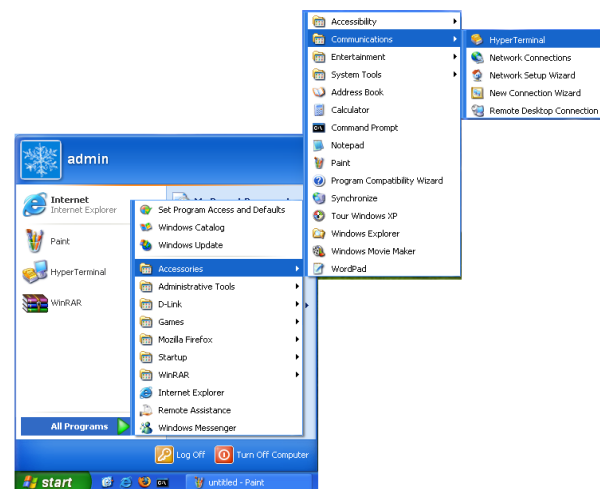 Accessibility
Communications
Entertainment
System Tools
Address Book
Calculator
Command Prompt
Notepad
Paint
Program Compatibility Wizard
Synchronize
Tour Windows XP
Windows Explorer
Windows Movie Maker
WordPad
HyperTerminal
Network Connections
Network Setup Wizard
New Connection Wizard
Remote Desktop Connection
admin
Internet
Internet Explorer
Paint
HyperTerminal
WinRAR
All Programs
Set Program Access and Defaults
Windows Catalog
Windows Update
Accessories
Administrative Tools
D-Link
Games
Mozilla Firefox
Startup
WinRAR
Internet Explorer
Remote Assistance
Windows Messenger
Log Off
Turn Off Computer
start
untitled - Paint